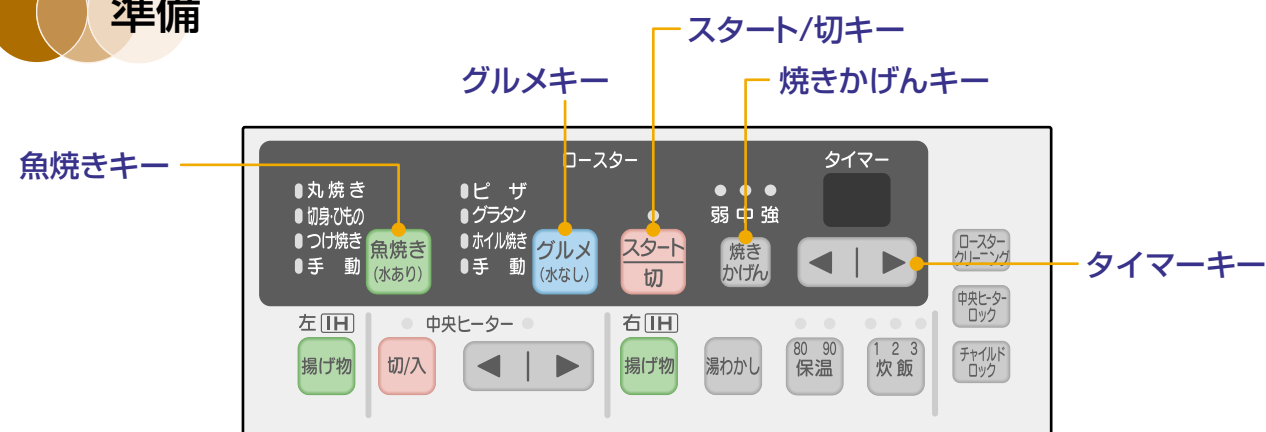 準備
スタート/切キー
グルメキー
焼きかげんキー
魚焼きキー
ロースター
タイマー
丸焼き
切身・ひもの
つけ焼き
手動
魚焼き
(水あり)
ピザ
グラタン
ホイル焼き
手動
グルメ
(水なし)
スタート
切
弱 中 強
焼き
かげん
◀ | ▶
タイマーキー
ロースター
クリーニング
中央ヒーター
ロック
チャイルド
ロック
左 IH
揚げ物
中央ヒーター
切/入
◀ | ▶
右 IH
揚げ物
湯わかし
80 90
保温
1 2 3
炊飯